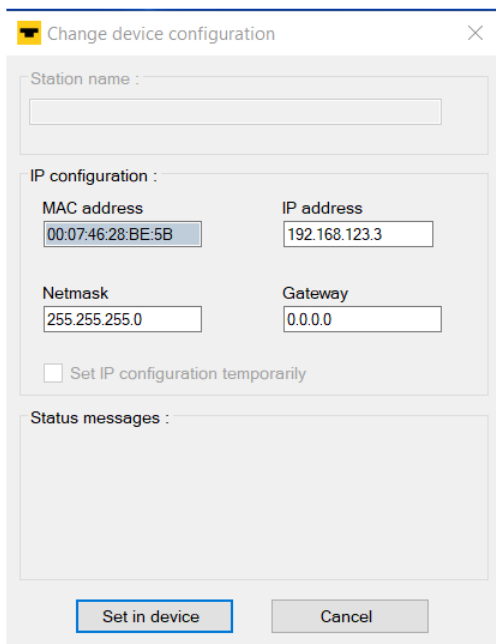 Change device configuration
Station name :
IP configuration :
MAC address IP address
00:07:46:28:BE:5B 192.168.123.3
Netmask Gateway
255.255.255.0 0.0.0.0
Set IP configuration temporarily
Status messages :
Set in device Cancel